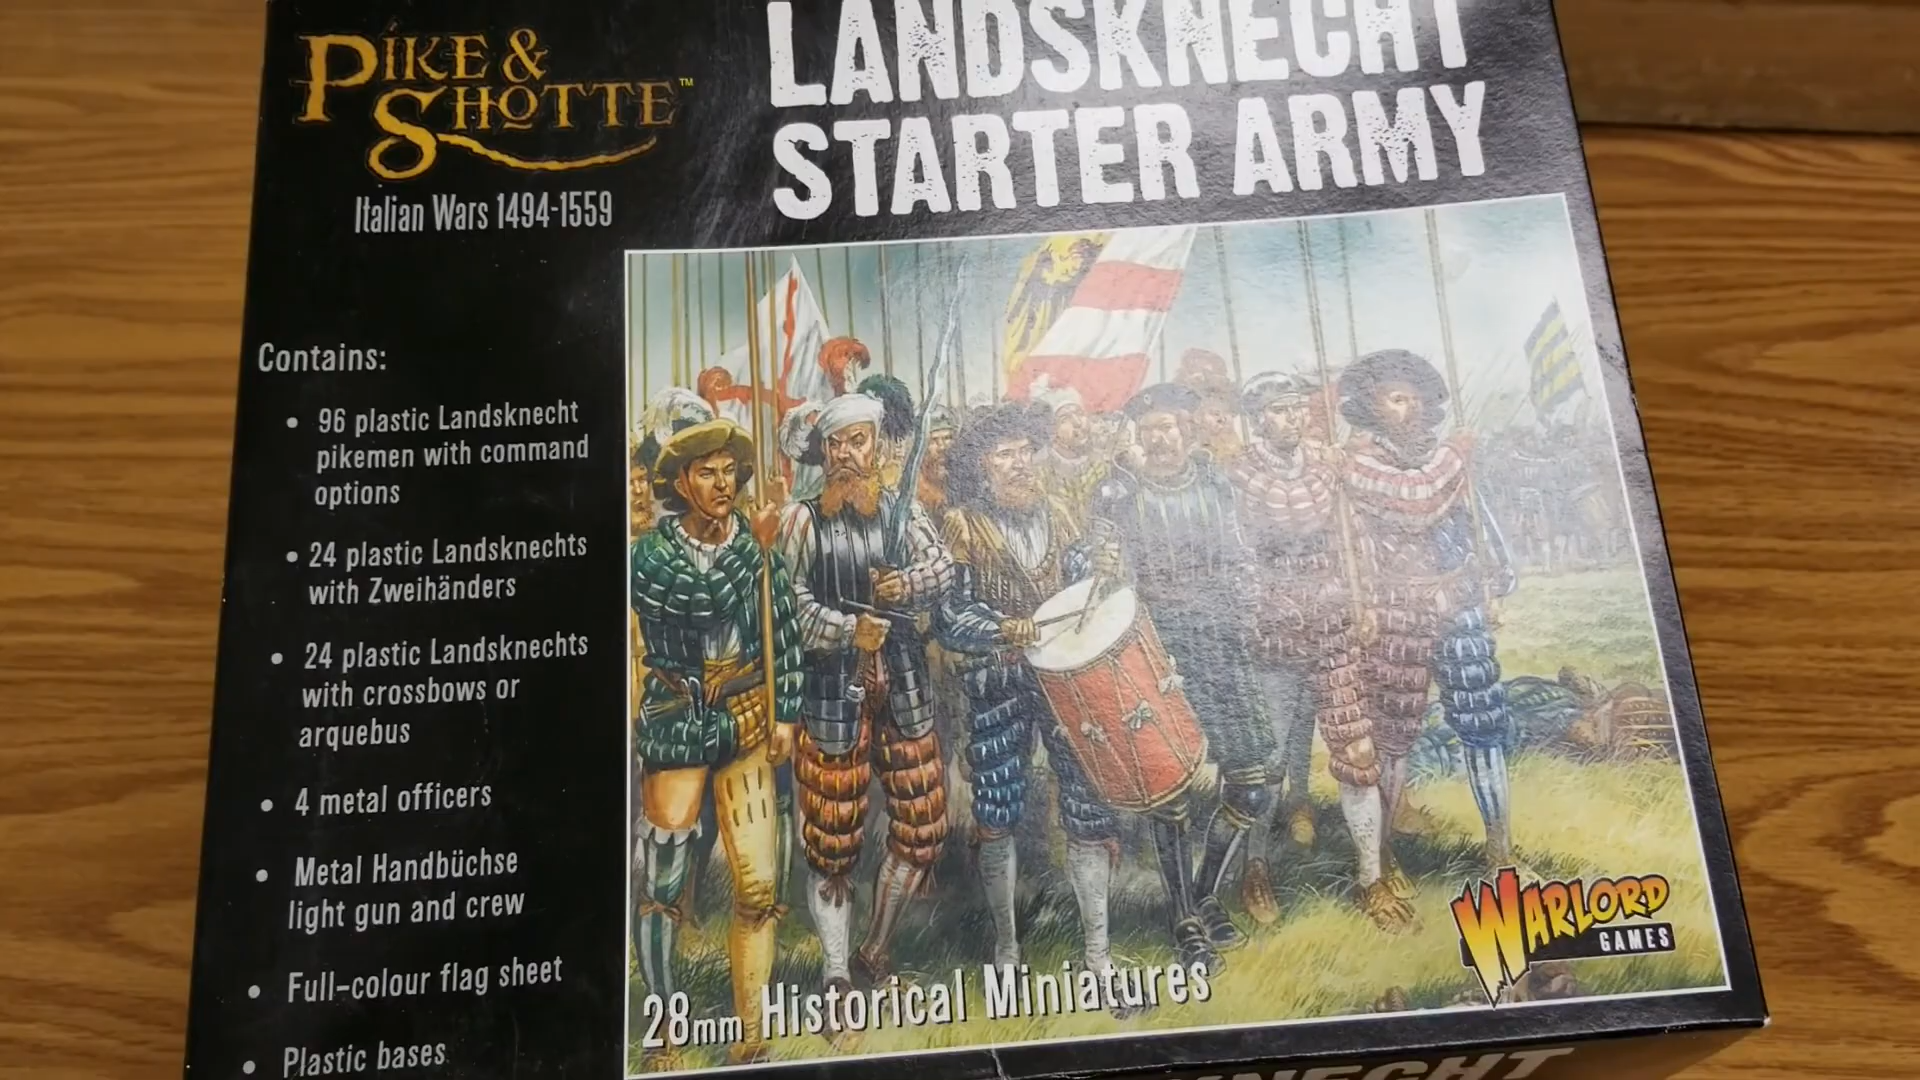 PIKE &
SHOTTE™
Italian Wars 1494-1559
LANDSKNECHT
STARTER ARMY
Contains:
• 96 plastic Landsknecht
pikemen with command
options
• 24 plastic Landsknechts
with Zweihänders
• 24 plastic Landsknechts
with crossbows or
arquebus
• 4 metal officers
• Metal Handbüchse
light gun and crew
• Full-colour flag sheet
• Plastic bases
28mm Historical Miniatures
WARLORD
GAMES